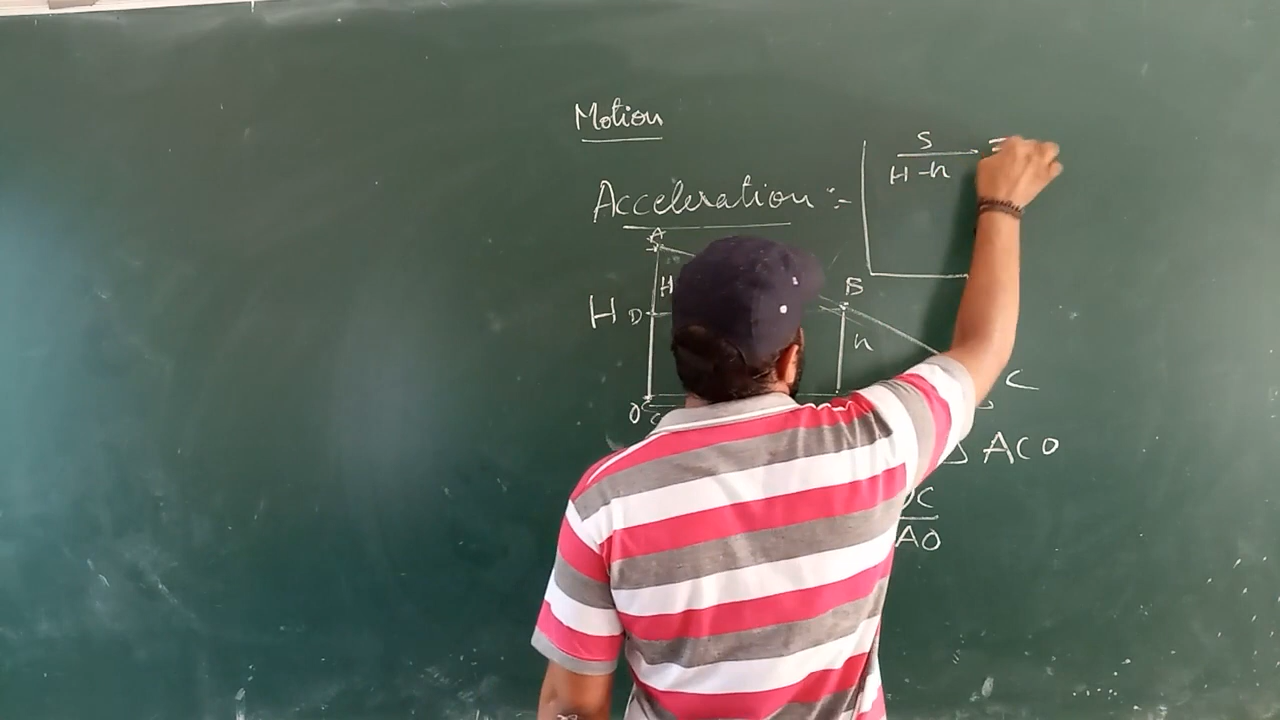 Motion
Acceleration :-
S
H-h =
A
H
H D
B
h
O
C
△ ACO
OC
AO